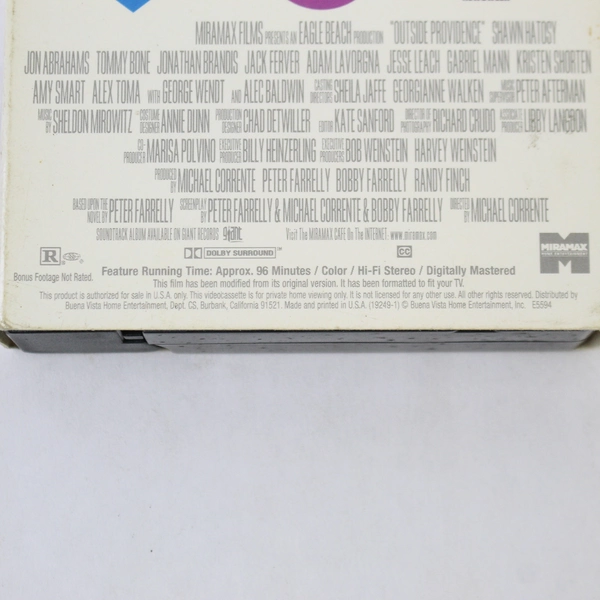 MIRAMAX FILMS PRESENTS AN EAGLE BEACH PRODUCTION "OUTSIDE PROVIDENCE" SHAWN HATOSY
JON ABRAHAMS TOMMY BONE JONATHAN BRANDIS JACK FERVER ADAM LAVORGNA JESSE LEACH GABRIEL MANN KRISTEN SHORTEN
AMY SMART ALEX TOMA WITH GEORGE WENDT AND ALEC BALDWIN CASTING DIRECTORS SHEILA JAFFE GEORGIANNE WALKEN MUSIC SUPERVISOR PETER AFTERMAN
MUSIC BY SHELDON MIROWITZ COSTUME DESIGNER ANNIE DUNN PRODUCTION DESIGNER CHAD DETWILLER EDITOR KATE SANFORD DIRECTOR OF PHOTOGRAPHY RICHARD CRUDO ASSOCIATE PRODUCER LIBBY LANGDON
CO-PRODUCER MARISA POLVINO EXECUTIVE PRODUCER BILLY HEINZERLING EXECUTIVE PRODUCERS BOB WEINSTEIN HARVEY WEINSTEIN
PRODUCED BY MICHAEL CORRENTE PETER FARRELLY BOBBY FARRELLY RANDY FINCH
BASED UPON THE NOVEL BY PETER FARRELLY SCREENPLAY BY PETER FARRELLY & MICHAEL CORRENTE & BOBBY FARRELLY DIRECTED BY MICHAEL CORRENTE
SOUNDTRACK ALBUM AVAILABLE ON GIANT RECORDS giant Visit The MIRAMAX CAFE On The INTERNET: www.miramax.com
R
DOLBY SURROUND
CC
MIRAMAX
HOME ENTERTAINMENT
Bonus Footage Not Rated.
Feature Running Time: Approx. 96 Minutes / Color / Hi-Fi Stereo / Digitally Mastered
This film has been modified from its original version. It has been formatted to fit your TV.
This product is authorized for sale in U.S.A. only. This videocassette is for private home viewing only. It is not licensed for any other use. All other rights reserved. Distributed by
Buena Vista Home Entertainment, Dept. CS, Burbank, California 91521. Made and printed in U.S.A. (19249-1) © Buena Vista Home Entertainment, Inc. E5594